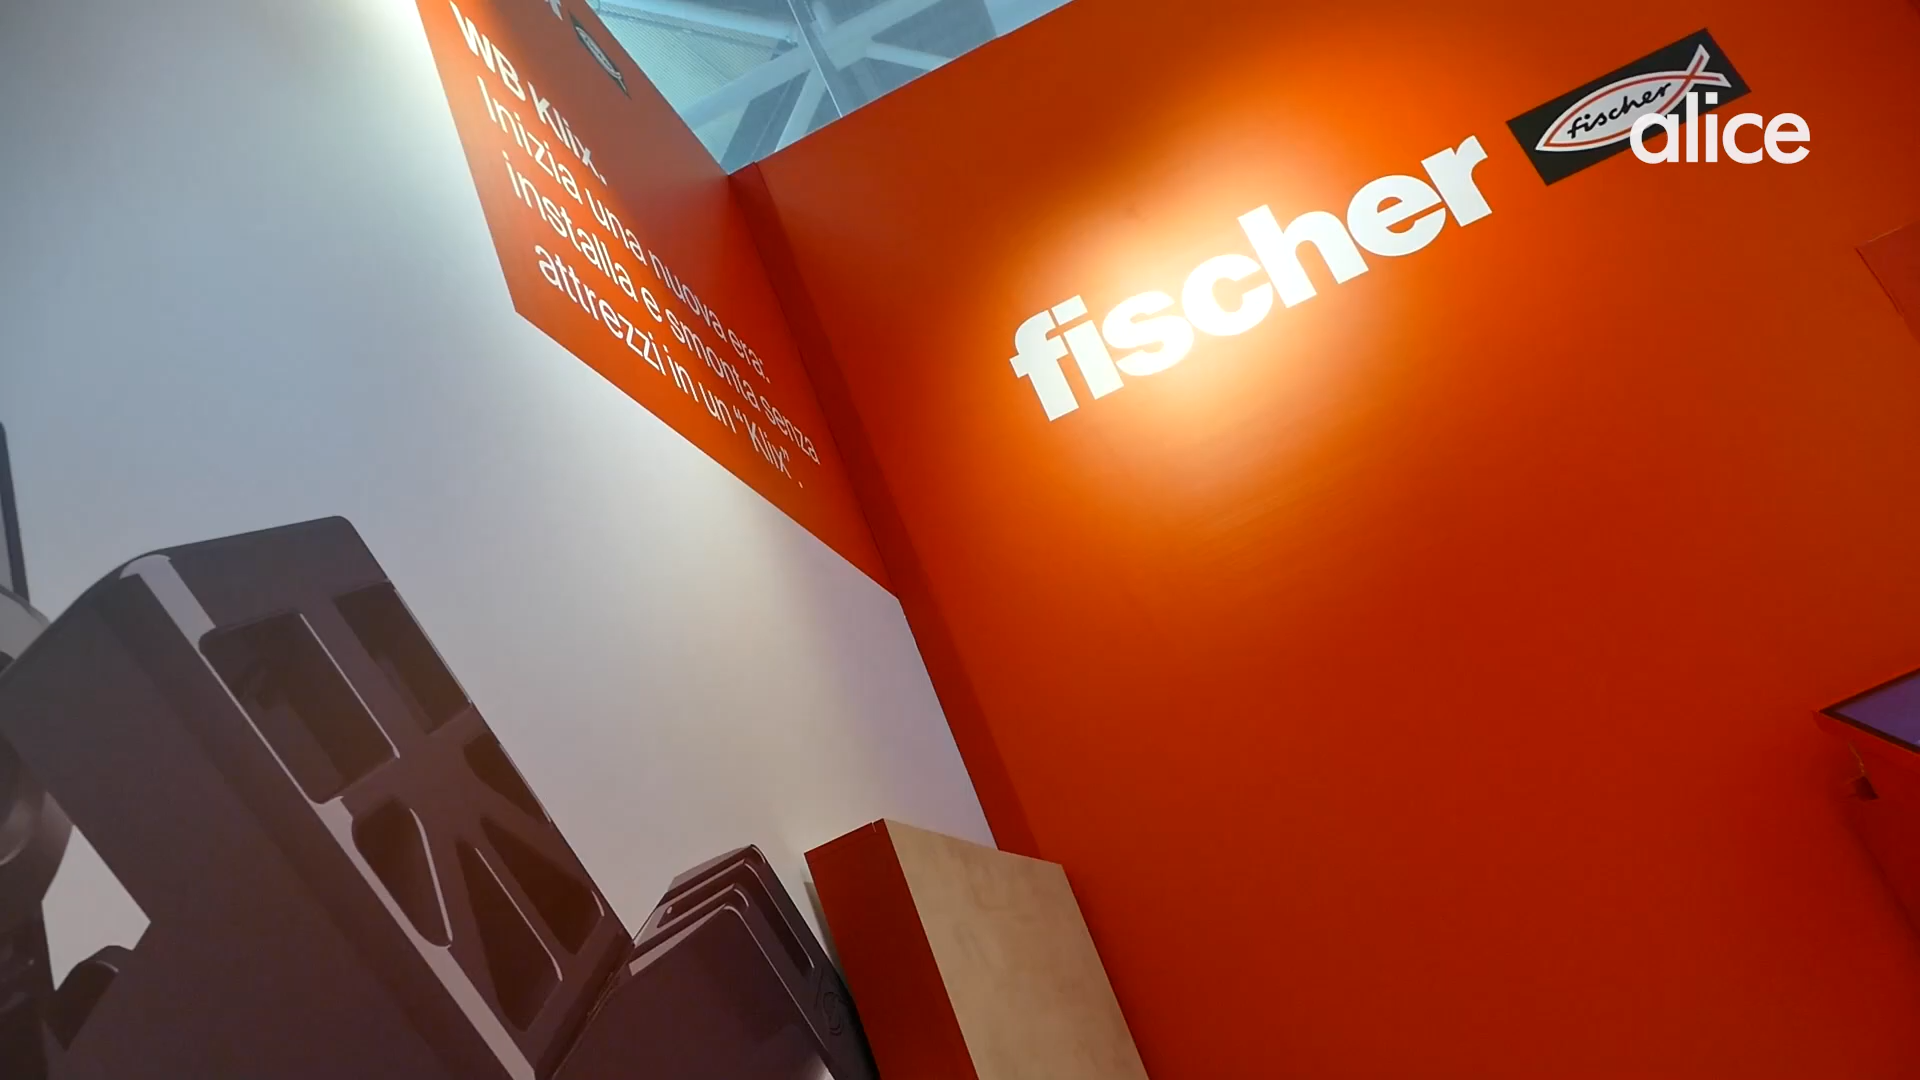 WB Klix.
Inizia una nuova era:
installa e smonta senza
attrezzi in un “Klix”.
fischer
fischer
alice